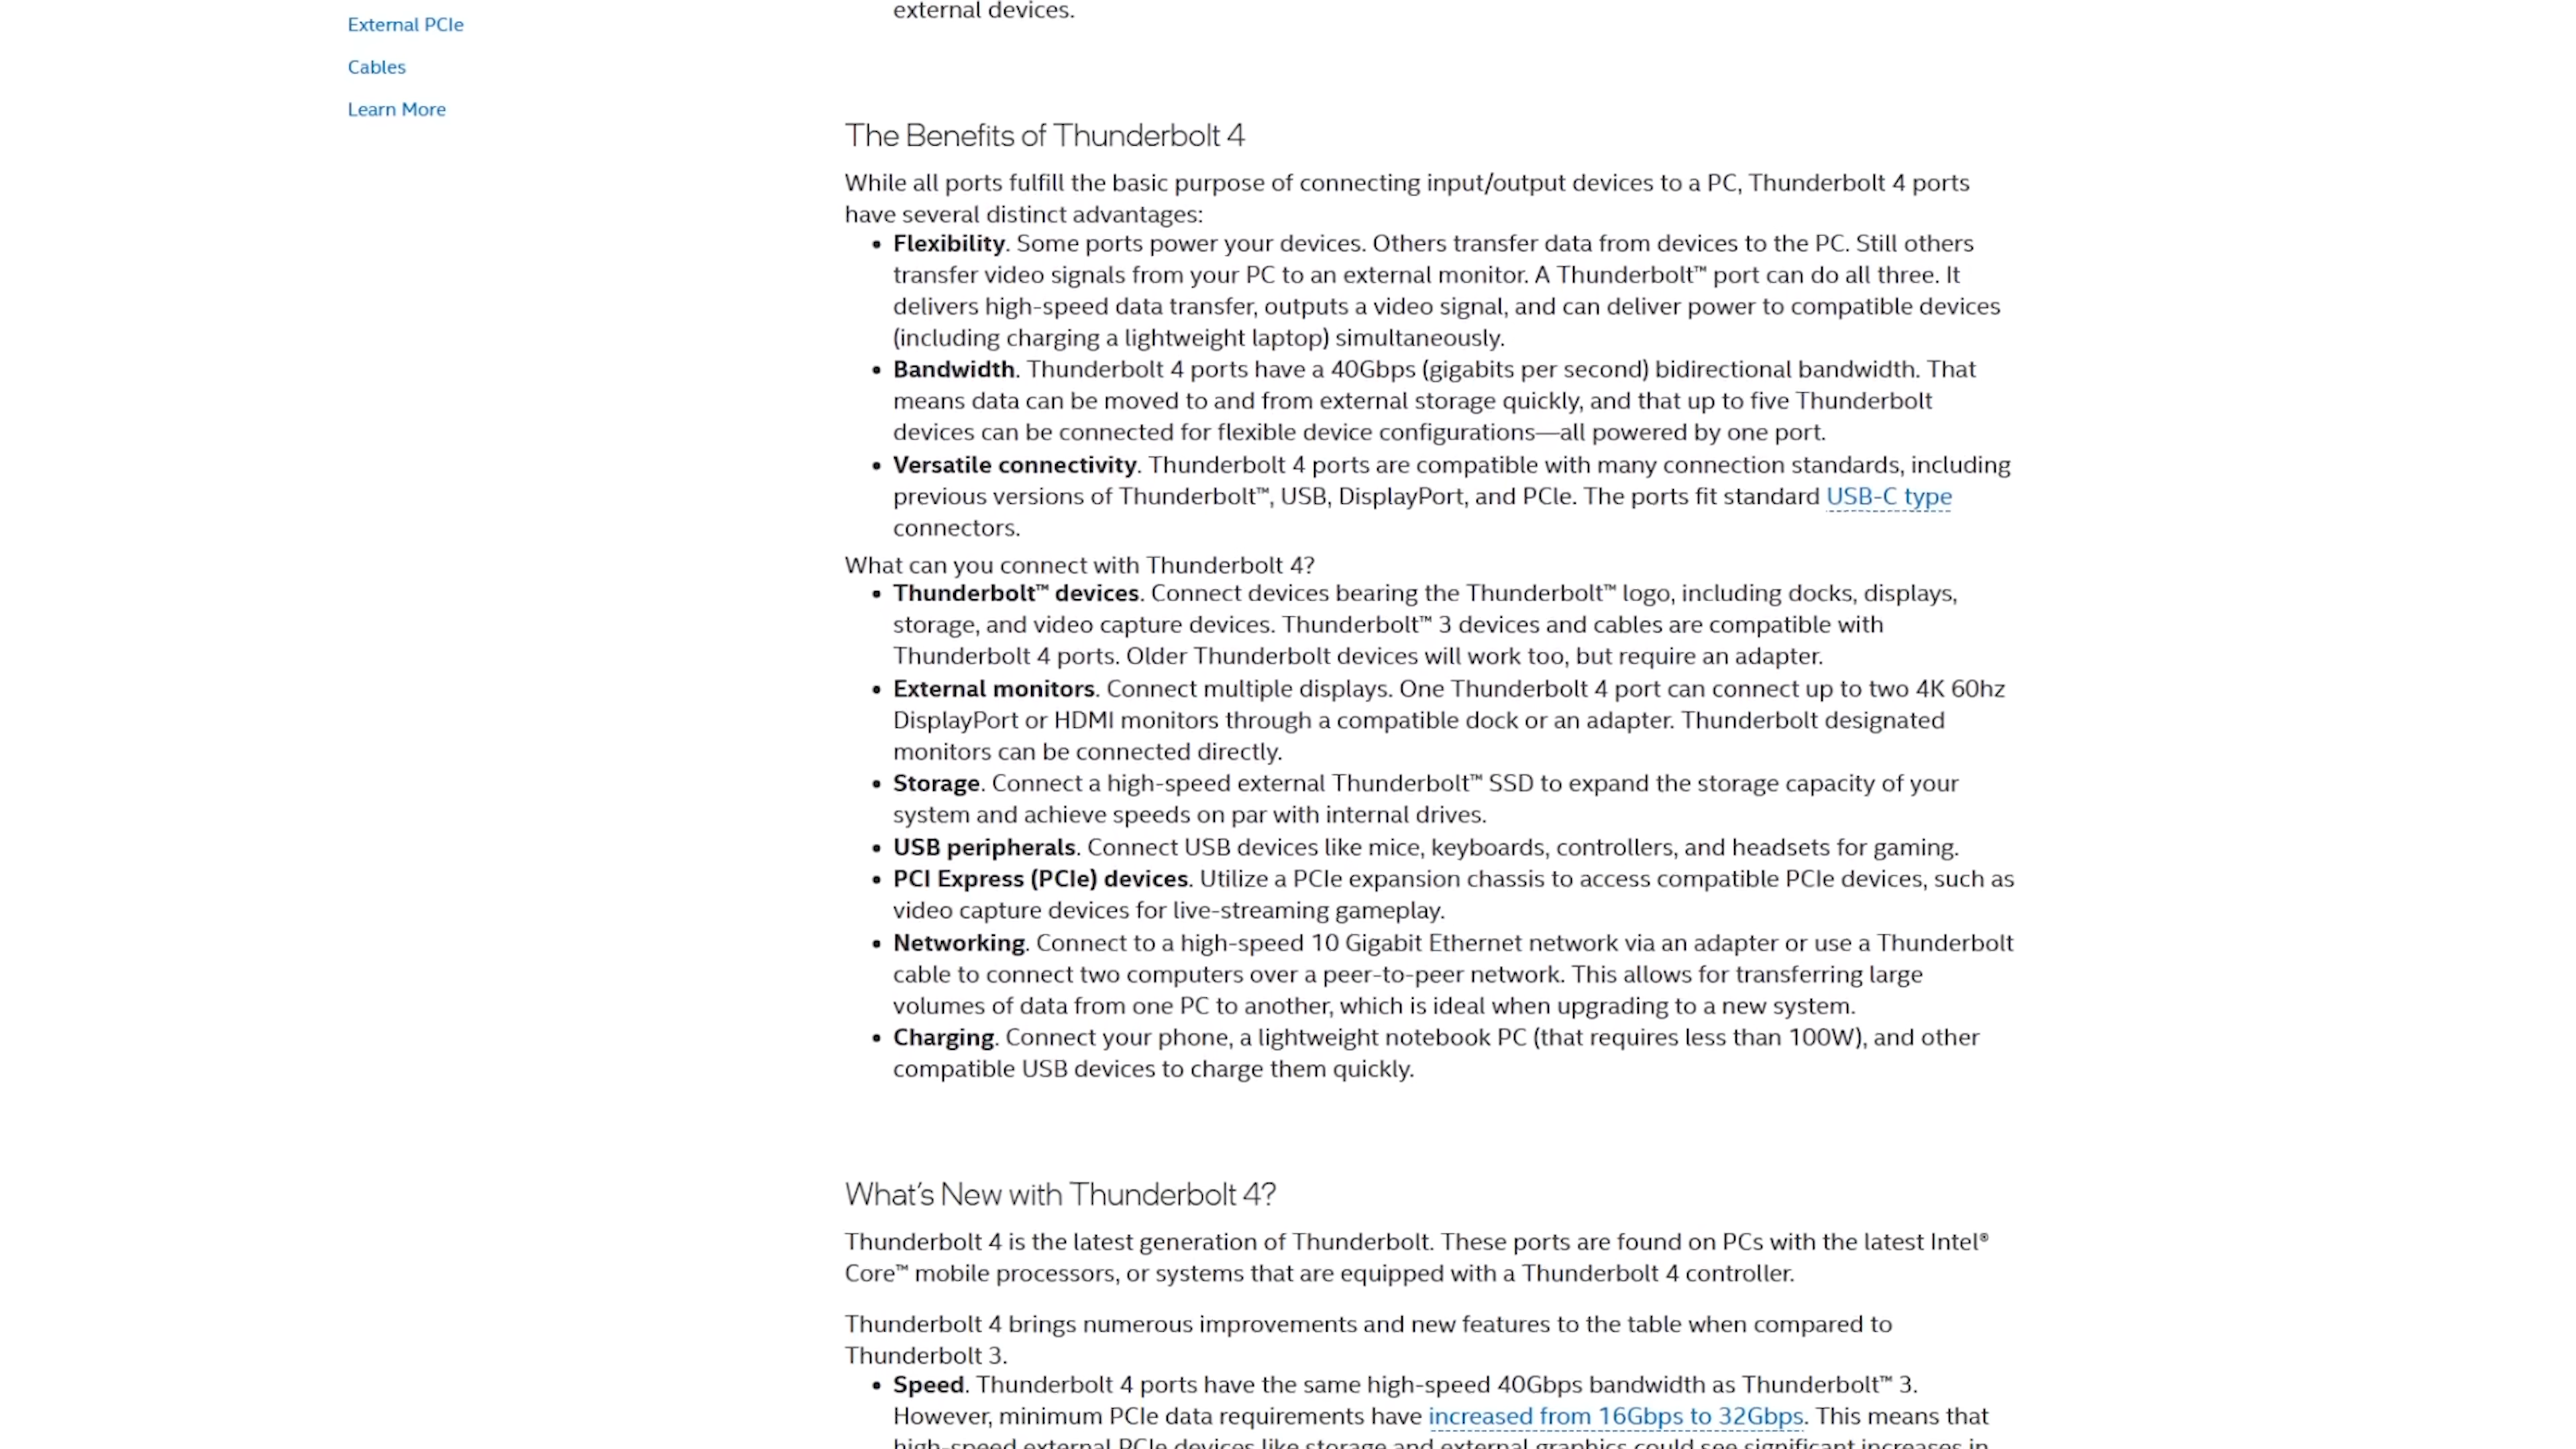 external devices.
External PCIe
Cables
Learn More
The Benefits of Thunderbolt 4
While all ports fulfill the basic purpose of connecting input/output devices to a PC, Thunderbolt 4 ports
have several distinct advantages:
• Flexibility. Some ports power your devices. Others transfer data from devices to the PC. Still others
transfer video signals from your PC to an external monitor. A Thunderbolt™ port can do all three. It
delivers high-speed data transfer, outputs a video signal, and can deliver power to compatible devices
(including charging a lightweight laptop) simultaneously.
• Bandwidth. Thunderbolt 4 ports have a 40Gbps (gigabits per second) bidirectional bandwidth. That
means data can be moved to and from external storage quickly, and that up to five Thunderbolt
devices can be connected for flexible device configurations—all powered by one port.
• Versatile connectivity. Thunderbolt 4 ports are compatible with many connection standards, including
previous versions of Thunderbolt™, USB, DisplayPort, and PCIe. The ports fit standard USB-C type
connectors.
What can you connect with Thunderbolt 4?
• Thunderbolt™ devices. Connect devices bearing the Thunderbolt™ logo, including docks, displays,
storage, and video capture devices. Thunderbolt™ 3 devices and cables are compatible with
Thunderbolt 4 ports. Older Thunderbolt devices will work too, but require an adapter.
• External monitors. Connect multiple displays. One Thunderbolt 4 port can connect up to two 4K 60hz
DisplayPort or HDMI monitors through a compatible dock or an adapter. Thunderbolt designated
monitors can be connected directly.
• Storage. Connect a high-speed external Thunderbolt™ SSD to expand the storage capacity of your
system and achieve speeds on par with internal drives.
• USB peripherals. Connect USB devices like mice, keyboards, controllers, and headsets for gaming.
• PCI Express (PCIe) devices. Utilize a PCIe expansion chassis to access compatible PCIe devices, such as
video capture devices for live-streaming gameplay.
• Networking. Connect to a high-speed 10 Gigabit Ethernet network via an adapter or use a Thunderbolt
cable to connect two computers over a peer-to-peer network. This allows for transferring large
volumes of data from one PC to another, which is ideal when upgrading to a new system.
• Charging. Connect your phone, a lightweight notebook PC (that requires less than 100W), and other
compatible USB devices to charge them quickly.
What's New with Thunderbolt 4?
Thunderbolt 4 is the latest generation of Thunderbolt. These ports are found on PCs with the latest Intel®
Core™ mobile processors, or systems that are equipped with a Thunderbolt 4 controller.
Thunderbolt 4 brings numerous improvements and new features to the table when compared to
Thunderbolt 3.
• Speed. Thunderbolt 4 ports have the same high-speed 40Gbps bandwidth as Thunderbolt™ 3.
However, minimum PCIe data requirements have increased from 16Gbps to 32Gbps. This means that
high-speed external PCIe devices like storage and external graphics could see significant increases in